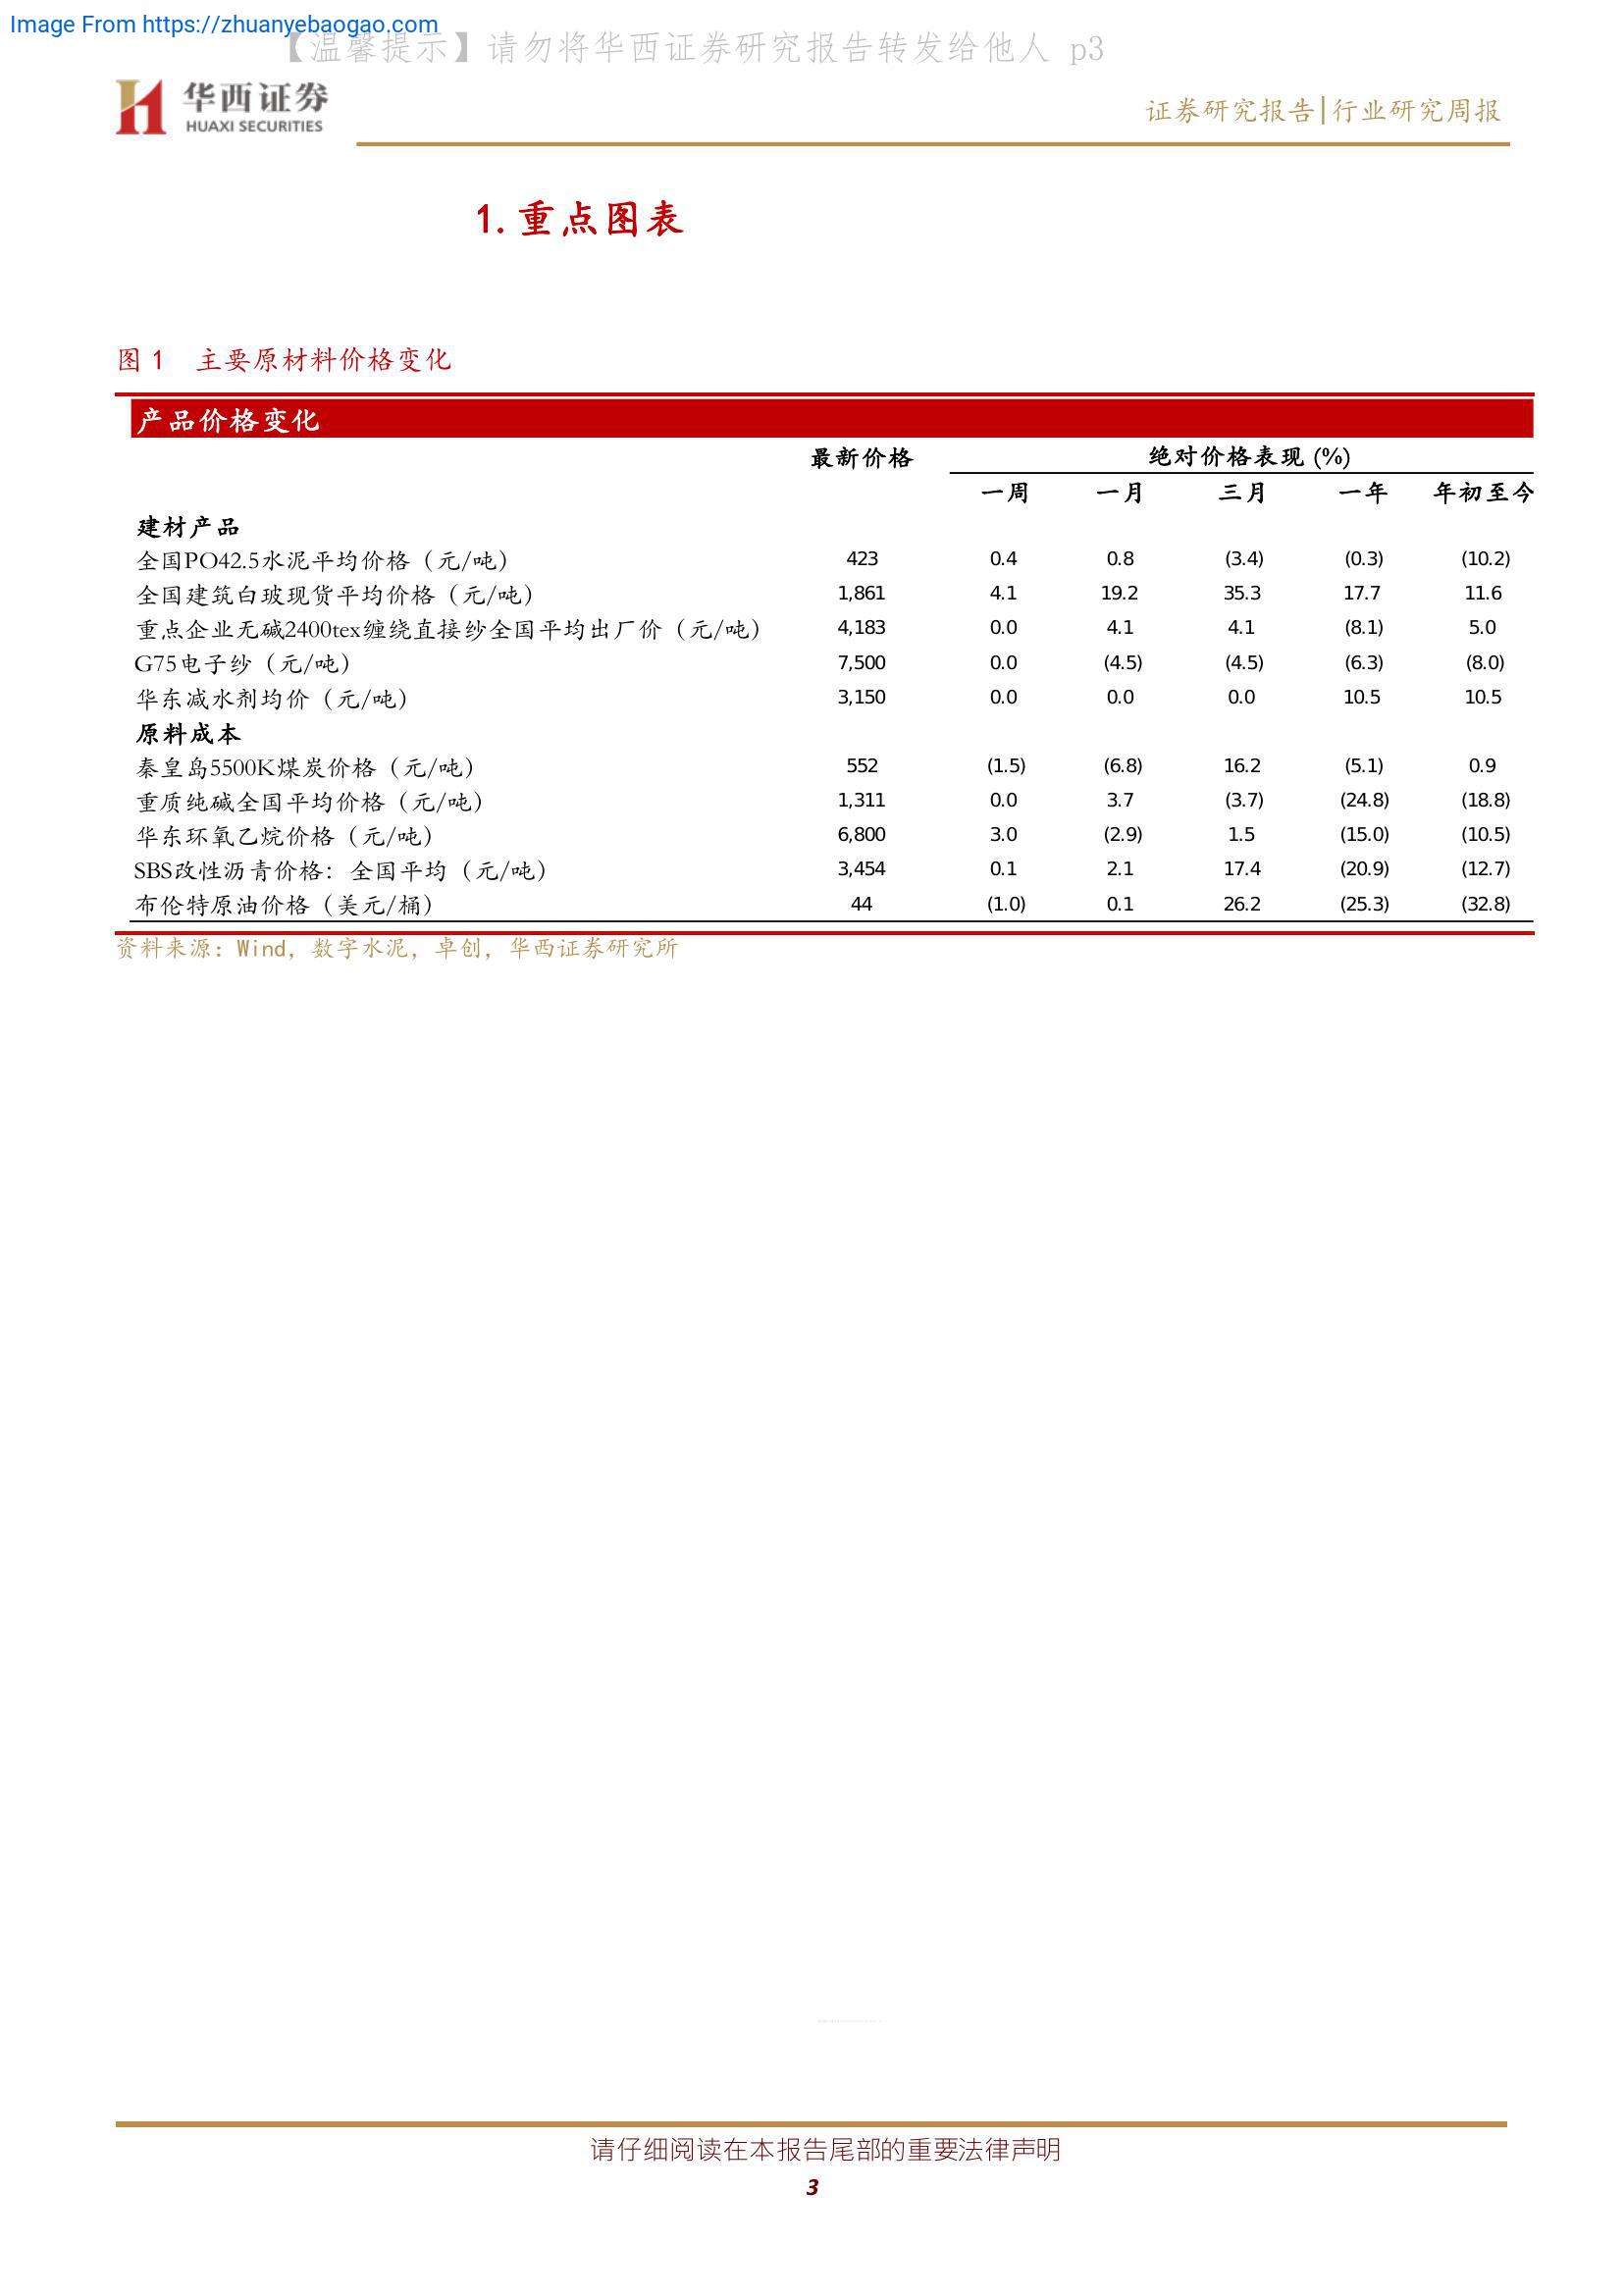 Image From https://zhuanyebaogao.com
【温馨提示】请勿将华西证券研究报告转发给他人 p3
华西证券
HUAXI SECURITIES
证券研究报告|行业研究周报
1.重点图表
图 1 主要原材料价格变化
产品价格变化
最新价格 绝对价格表现 (%)
一周 一月 三月 一年 年初至今
建材产品
全国PO42.5水泥平均价格（元/吨） 423 0.4 0.8 (3.4) (0.3) (10.2)
全国建筑白玻现货平均价格（元/吨） 1,861 4.1 19.2 35.3 17.7 11.6
重点企业无碱2400tex缠绕直接纱全国平均出厂价（元/吨） 4,183 0.0 4.1 4.1 (8.1) 5.0
G75电子纱（元/吨） 7,500 0.0 (4.5) (4.5) (6.3) (8.0)
华东减水剂均价（元/吨） 3,150 0.0 0.0 0.0 10.5 10.5
原料成本
秦皇岛5500K煤炭价格（元/吨） 552 (1.5) (6.8) 16.2 (5.1) 0.9
重质纯碱全国平均价格（元/吨） 1,311 0.0 3.7 (3.7) (24.8) (18.8)
华东环氧乙烷价格（元/吨） 6,800 3.0 (2.9) 1.5 (15.0) (10.5)
SBS改性沥青价格：全国平均（元/吨） 3,454 0.1 2.1 17.4 (20.9) (12.7)
布伦特原油价格（美元/桶） 44 (1.0) 0.1 26.2 (25.3) (32.8)
资料来源：Wind，数字水泥，卓创，华西证券研究所
请仔细阅读在本报告尾部的重要法律声明
3